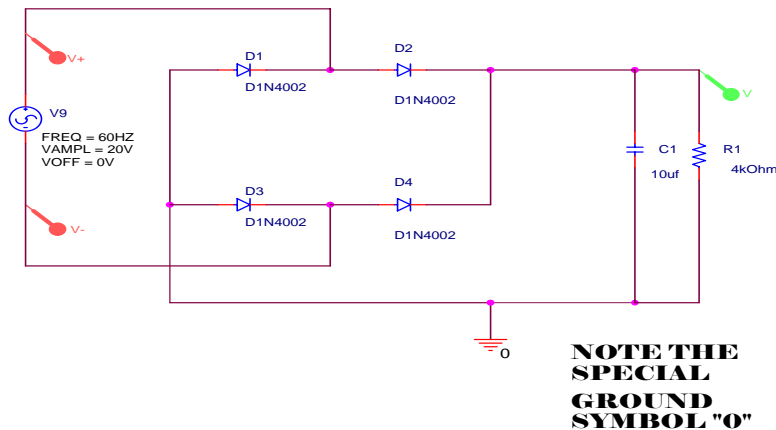 V+
D1
D1N4002
D2
D1N4002
V
V9
FREQ = 60HZ
VAMPL = 20V
VOFF = 0V
C1
10uf
R1
4kOhm
D3
D1N4002
D4
D1N4002
V-
0
NOTE THE
SPECIAL
GROUND
SYMBOL "0"